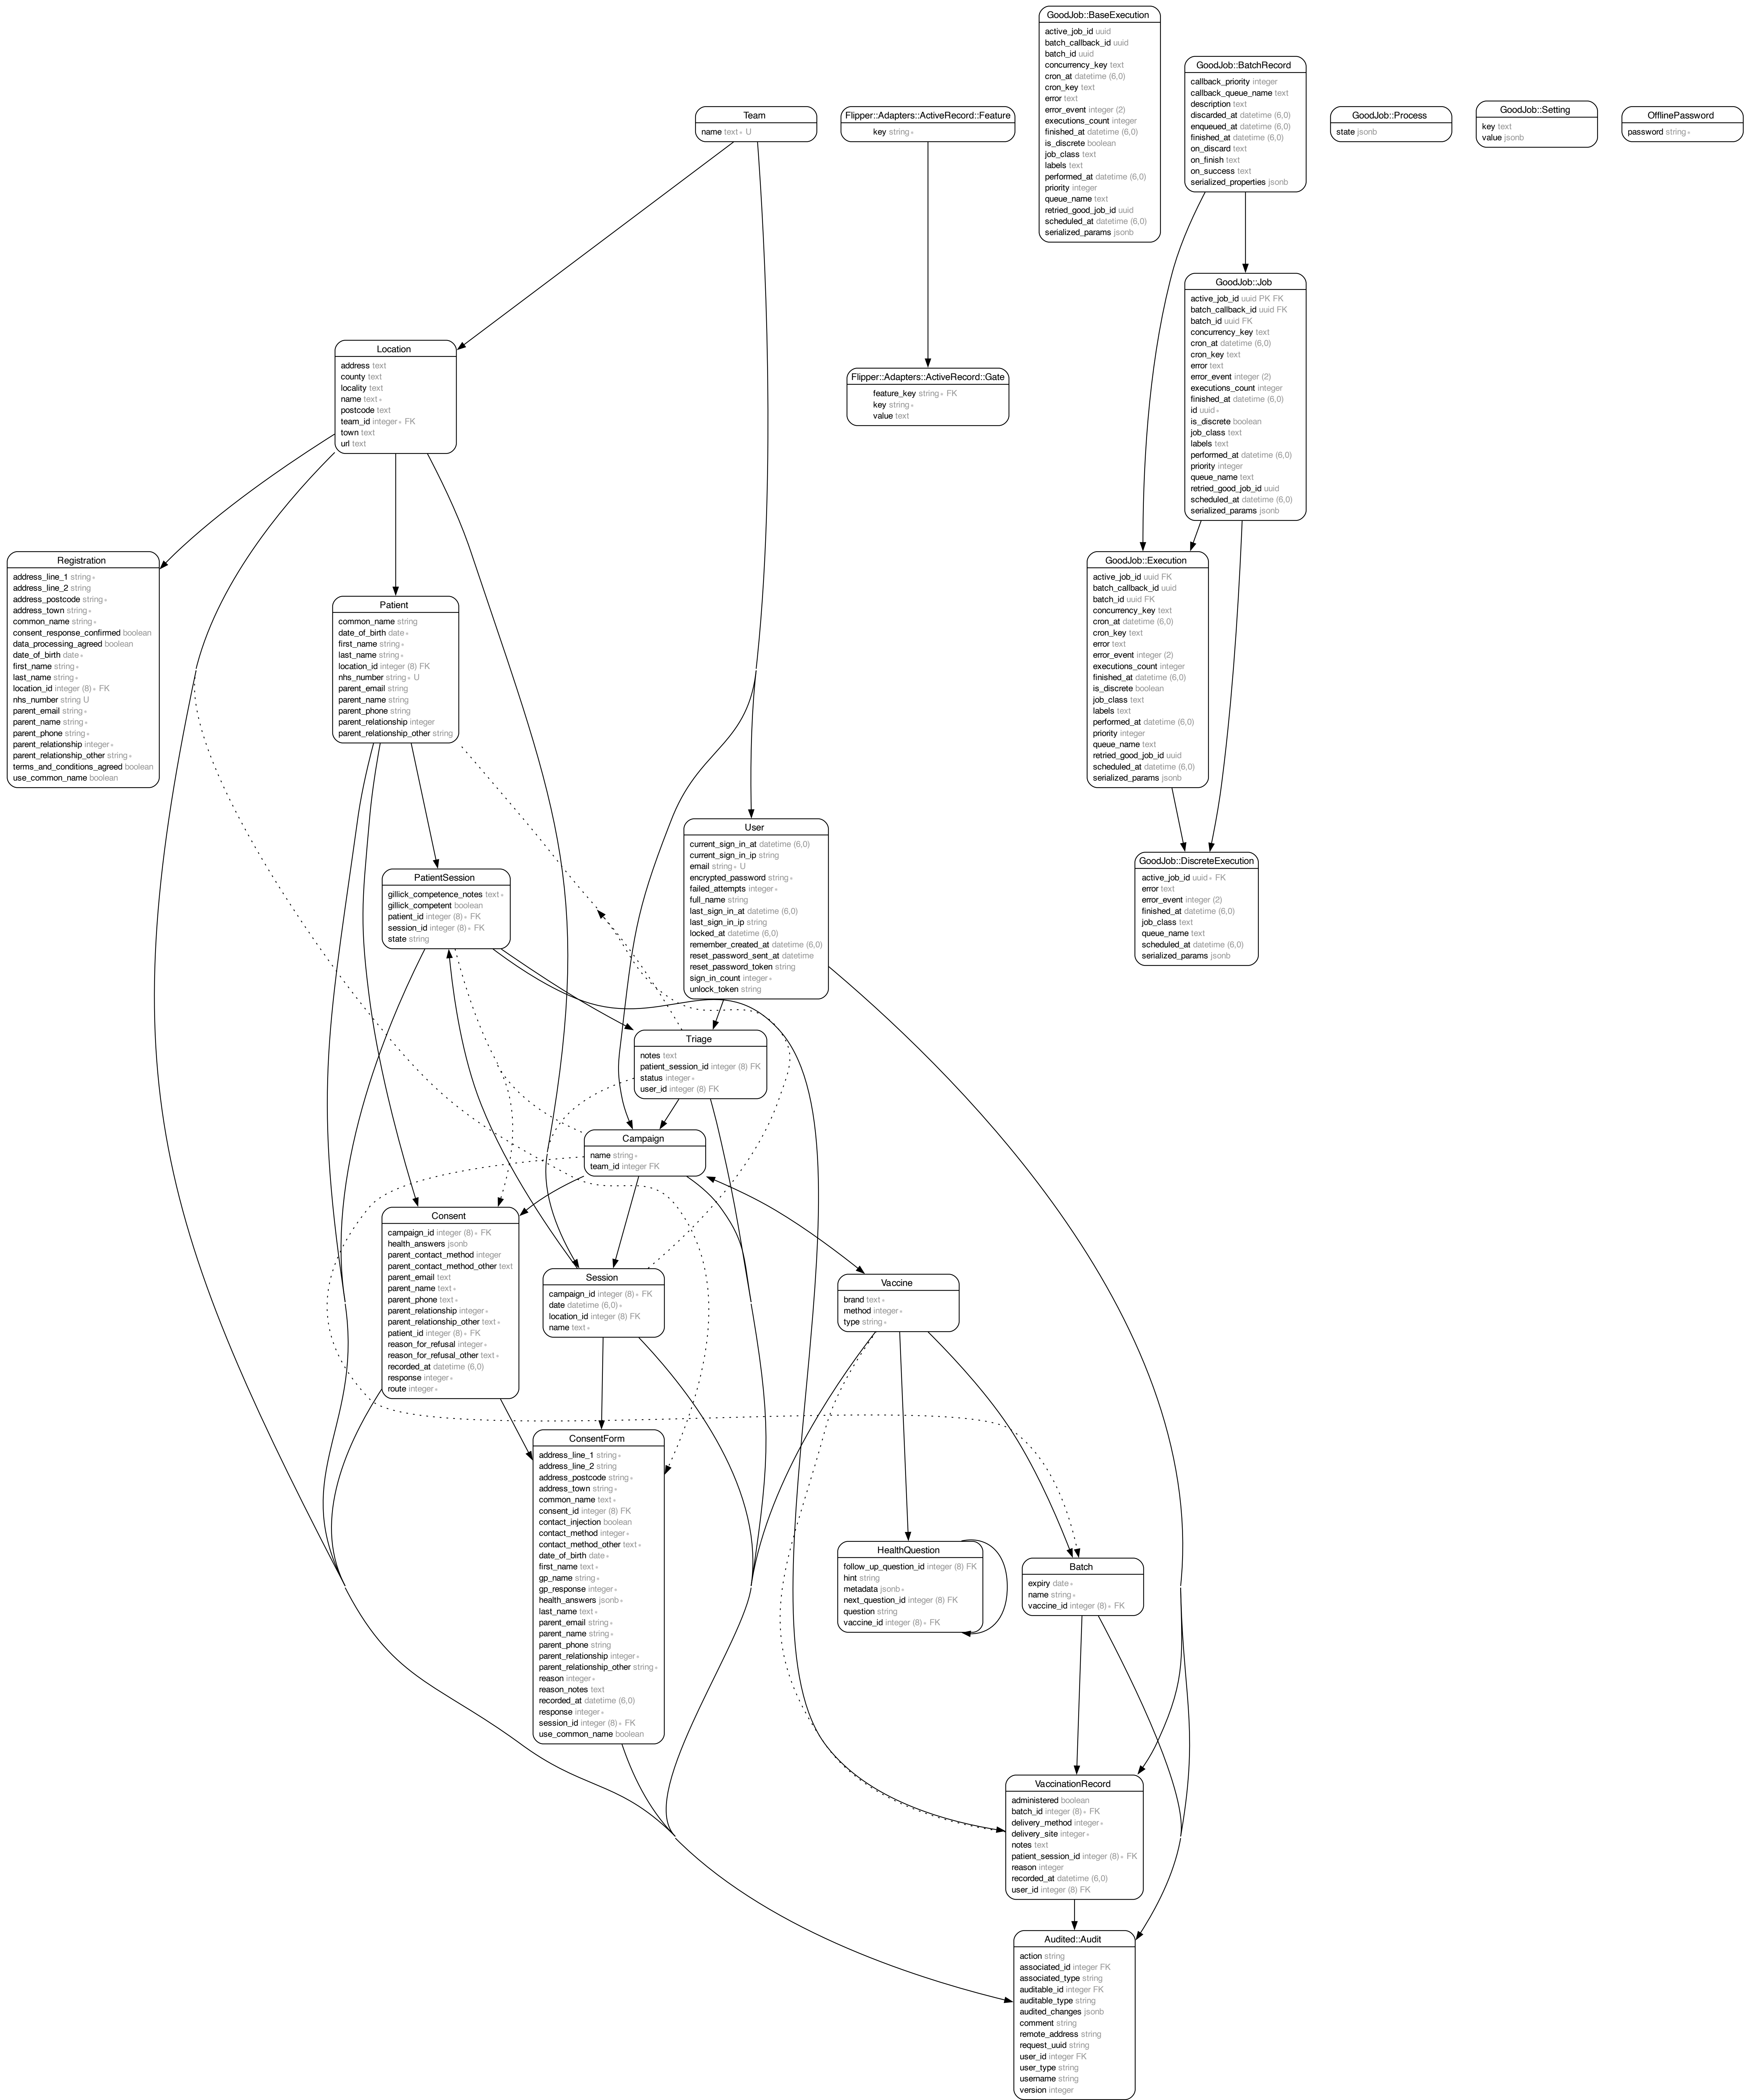 GoodJob::BaseExecution
active_job_id uuid
batch_callback_id uuid
batch_id uuid
concurrency_key text
cron_at datetime (6,0)
cron_key text
error text
error_event integer (2)
executions_count integer
finished_at datetime (6,0)
is_discrete boolean
job_class text
labels text
performed_at datetime (6,0)
priority integer
queue_name text
retried_good_job_id uuid
scheduled_at datetime (6,0)
serialized_params jsonb
GoodJob::BatchRecord
callback_priority integer
callback_queue_name text
description text
discarded_at datetime (6,0)
enqueued_at datetime (6,0)
finished_at datetime (6,0)
on_discard text
on_finish text
on_success text
serialized_properties jsonb
Team
name text∗ U
Flipper::Adapters::ActiveRecord::Feature
key string∗
GoodJob::Process
state jsonb
GoodJob::Setting
key text
value jsonb
OfflinePassword
password string∗
GoodJob::Job
active_job_id uuid PK FK
batch_callback_id uuid FK
batch_id uuid FK
concurrency_key text
cron_at datetime (6,0)
cron_key text
error text
error_event integer (2)
executions_count integer
finished_at datetime (6,0)
id uuid∗
is_discrete boolean
job_class text
labels text
performed_at datetime (6,0)
priority integer
queue_name text
retried_good_job_id uuid
scheduled_at datetime (6,0)
serialized_params jsonb
Location
address text
county text
locality text
name text∗
postcode text
team_id integer∗ FK
town text
url text
Flipper::Adapters::ActiveRecord::Gate
feature_key string∗ FK
key string∗
value text
Registration
address_line_1 string∗
address_line_2 string
address_postcode string∗
address_town string∗
common_name string∗
consent_response_confirmed boolean
data_processing_agreed boolean
date_of_birth date∗
first_name string∗
last_name string∗
location_id integer (8)∗ FK
nhs_number string U
parent_email string∗
parent_name string∗
parent_phone string∗
parent_relationship integer∗
parent_relationship_other string∗
terms_and_conditions_agreed boolean
use_common_name boolean
Patient
common_name string
date_of_birth date∗
first_name string∗
last_name string∗
location_id integer (8) FK
nhs_number string∗ U
parent_email string
parent_name string
parent_phone string
parent_relationship integer
parent_relationship_other string
GoodJob::Execution
active_job_id uuid FK
batch_callback_id uuid
batch_id uuid FK
concurrency_key text
cron_at datetime (6,0)
cron_key text
error text
error_event integer (2)
executions_count integer
finished_at datetime (6,0)
is_discrete boolean
job_class text
labels text
performed_at datetime (6,0)
priority integer
queue_name text
retried_good_job_id uuid
scheduled_at datetime (6,0)
serialized_params jsonb
User
current_sign_in_at datetime (6,0)
current_sign_in_ip string
email string∗ U
encrypted_password string∗
failed_attempts integer∗
full_name string
last_sign_in_at datetime (6,0)
last_sign_in_ip string
locked_at datetime (6,0)
remember_created_at datetime (6,0)
reset_password_sent_at datetime
reset_password_token string
sign_in_count integer∗
unlock_token string
GoodJob::DiscreteExecution
active_job_id uuid∗ FK
error text
error_event integer (2)
finished_at datetime (6,0)
job_class text
queue_name text
scheduled_at datetime (6,0)
serialized_params jsonb
PatientSession
gillick_competence_notes text∗
gillick_competent boolean
patient_id integer (8)∗ FK
session_id integer (8)∗ FK
state string
Triage
notes text
patient_session_id integer (8) FK
status integer∗
user_id integer (8) FK
Campaign
name string∗
team_id integer FK
Consent
campaign_id integer (8)∗ FK
health_answers jsonb
parent_contact_method integer
parent_contact_method_other text
parent_email text
parent_name text∗
parent_phone text∗
parent_relationship integer∗
parent_relationship_other text∗
patient_id integer (8)∗ FK
reason_for_refusal integer∗
reason_for_refusal_other text∗
recorded_at datetime (6,0)
response integer∗
route integer∗
Session
campaign_id integer (8)∗ FK
date datetime (6,0)∗
location_id integer (8) FK
name text∗
Vaccine
brand text∗
method integer∗
type string∗
ConsentForm
address_line_1 string∗
address_line_2 string
address_postcode string∗
address_town string∗
common_name text∗
consent_id integer (8) FK
contact_injection boolean
contact_method integer∗
contact_method_other text∗
date_of_birth date∗
first_name text∗
gp_name string∗
gp_response integer∗
health_answers jsonb∗
last_name text∗
parent_email string∗
parent_name string∗
parent_phone string
parent_relationship integer∗
parent_relationship_other string∗
reason integer∗
reason_notes text
recorded_at datetime (6,0)
response integer∗
session_id integer (8)∗ FK
use_common_name boolean
HealthQuestion
follow_up_question_id integer (8) FK
hint string
metadata jsonb∗
next_question_id integer (8) FK
question string
vaccine_id integer (8)∗ FK
Batch
expiry date∗
name string∗
vaccine_id integer (8)∗ FK
VaccinationRecord
administered boolean
batch_id integer (8)∗ FK
delivery_method integer∗
delivery_site integer∗
notes text
patient_session_id integer (8)∗ FK
reason integer
recorded_at datetime (6,0)
user_id integer (8) FK
Audited::Audit
action string
associated_id integer FK
associated_type string
auditable_id integer FK
auditable_type string
audited_changes jsonb
comment string
remote_address string
request_uuid string
user_id integer FK
user_type string
username string
version integer